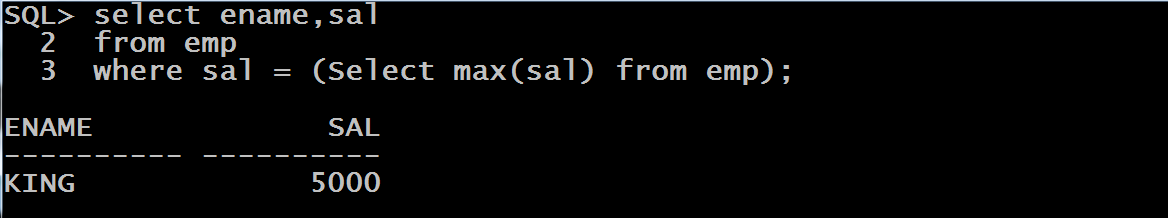 SQL> select ename,sal
  2  from emp
  3  where sal = (Select max(sal) from emp);
ENAME             SAL
---------- ----------
KING             5000